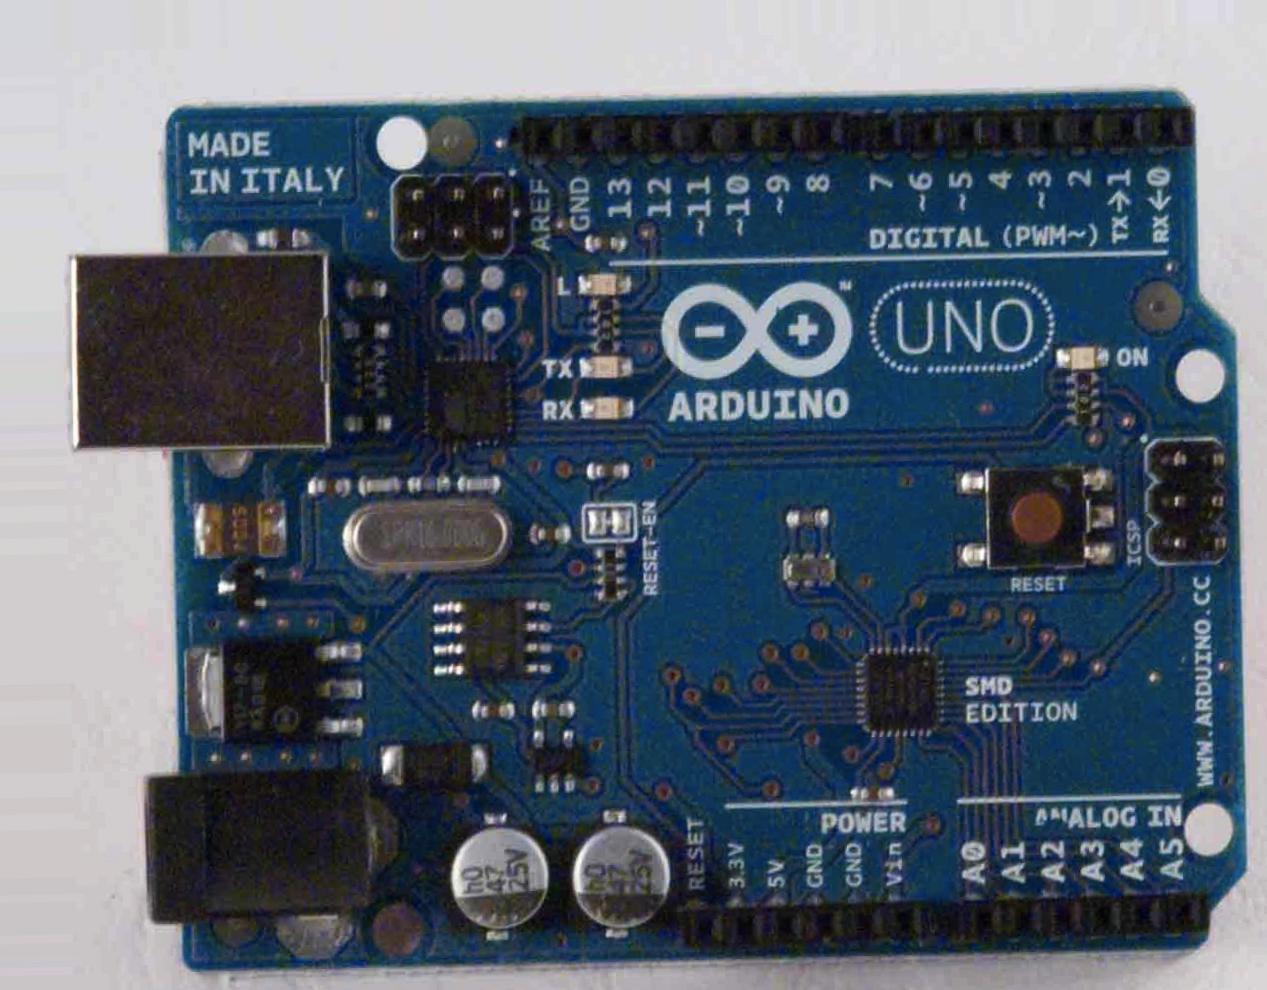 MADE
IN ITALY
AREF
GND
13
12
~11
~10
~9
8
7
~6
~5
4
~3
2
TX→1
RX←0
DIGITAL (PWM~)
L
TX
RX
ARDUINO
UNO
ON
RESET-EN
RESET
ICSP
WWW.ARDUINO.CC
SMD
EDITION
POWER
ANALOG IN
RESET
3.3V
5V
GND
GND
Vin
A0
A1
A2
A3
A4
A5
h0
47
25V
h0
47
25V